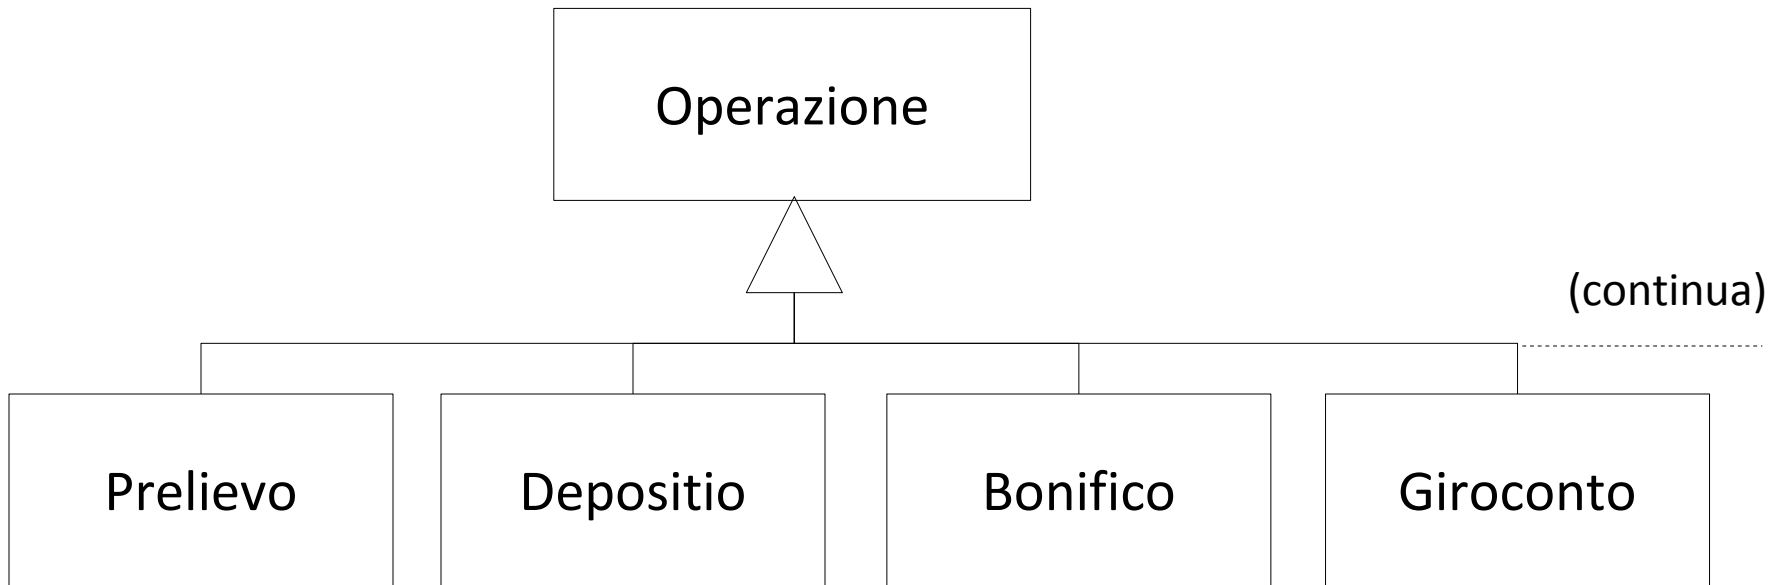 Operazione
(continua)
Prelievo
Depositio
Bonifico
Giroconto